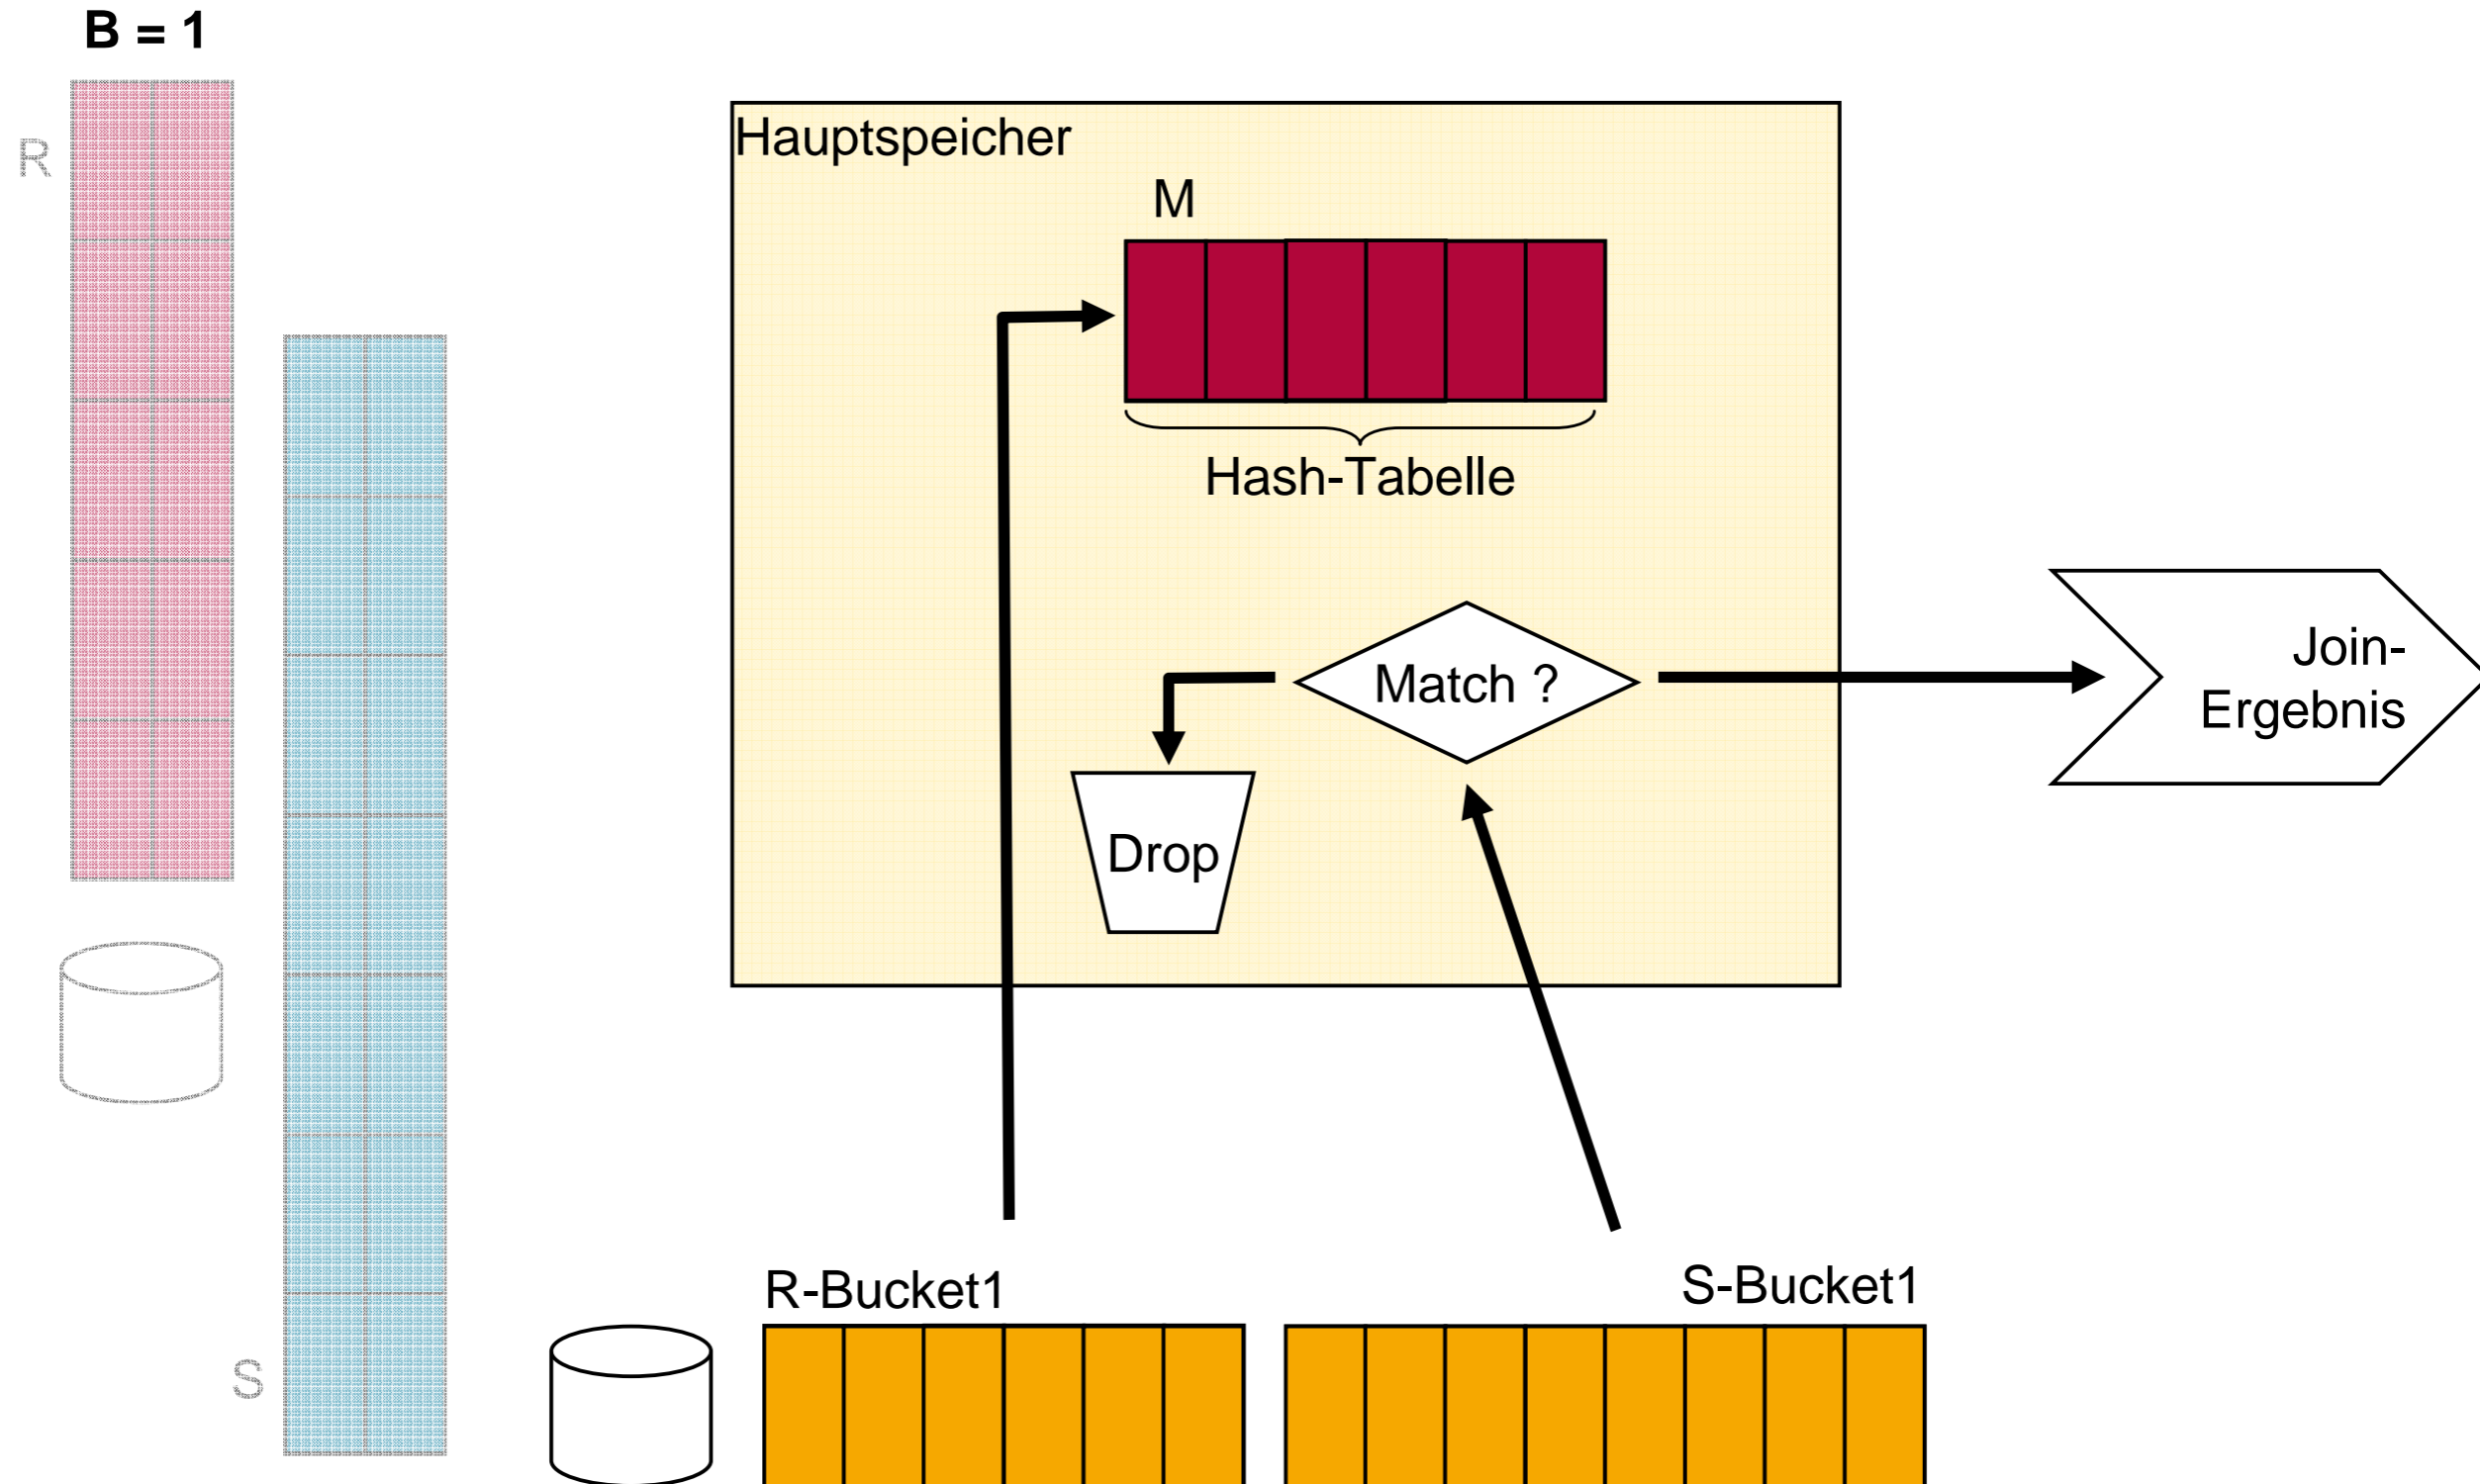 B = 1
R
Hauptspeicher
M
Hash-Tabelle
Match ?
Join-
Ergebnis
Drop
R-Bucket1
S-Bucket1
S